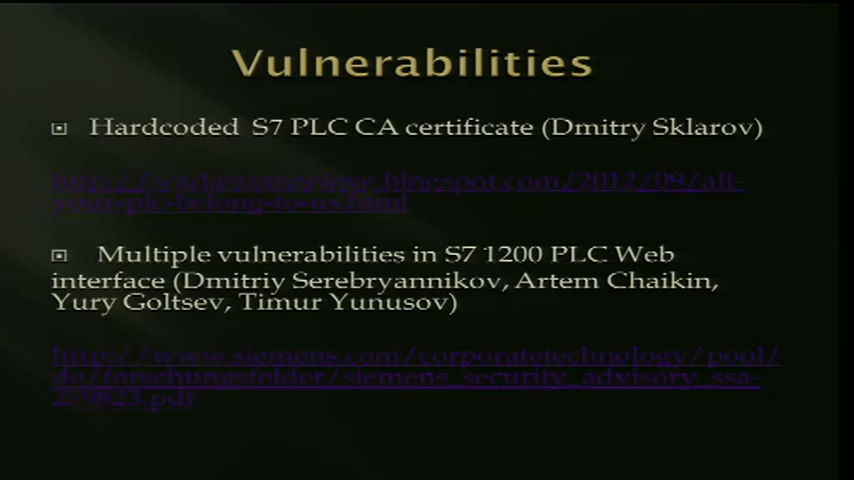 Vulnerabilities
Hardcoded S7 PLC CA certificate (Dmitry Sklarov)
http://scadastrangelove.blogspot.com/2012/09/all-
your-plc-belong-to-us.html
Multiple vulnerabilities in S7 1200 PLC Web
interface (Dmitriy Serebryannikov, Artem Chaikin,
Yury Goltsev, Timur Yunusov)
http://www.siemens.com/corporatetechnology/pool/
de/forschungsfelder/siemens_security_advisory_ssa-
279823.pdf